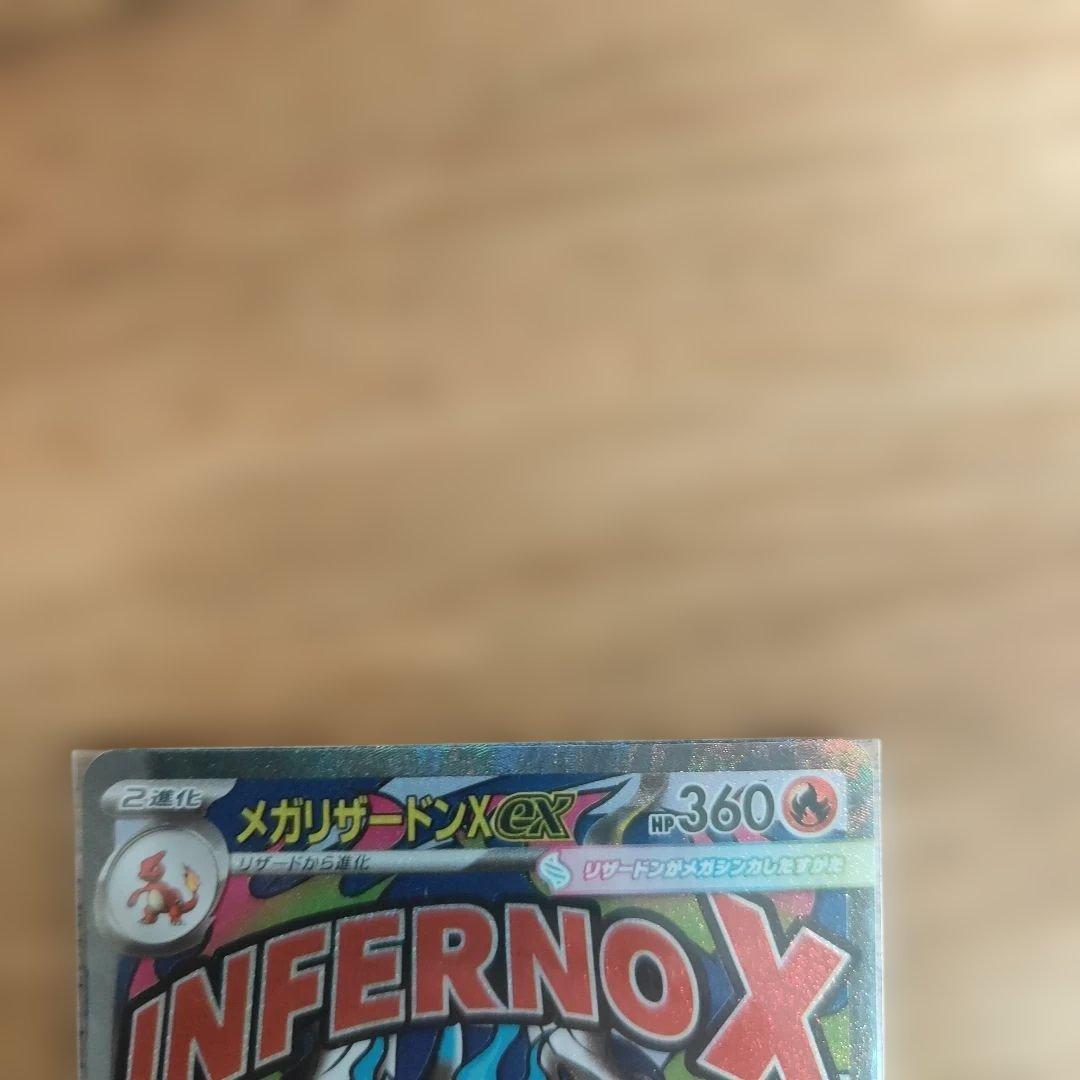 2進化
メガリザードンXex
HP360
リザードから進化
リザードンがメガシンカしたすがた
INFERNO X